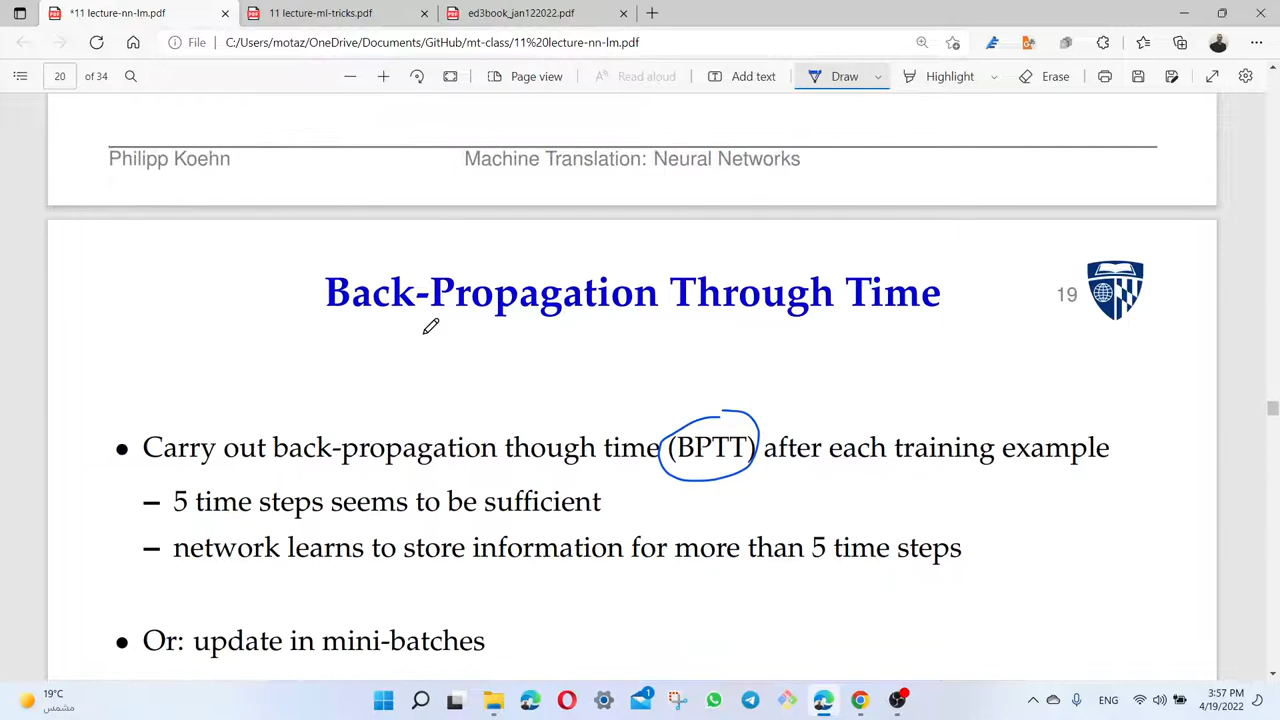 *11 lecture-nn-lm.pdf
11 lecture-ml-tricks.pdf
ed3book_jan122022.pdf
File
C:/Users/motaz/OneDrive/Documents/GitHub/mt-class/11%20lecture-nn-lm.pdf
20 of 34
Page view
Read aloud
Add text
Draw
Highlight
Erase
Philipp Koehn
Machine Translation: Neural Networks
Back-Propagation Through Time
19
• Carry out back-propagation though time (BPTT) after each training example
– 5 time steps seems to be sufficient
– network learns to store information for more than 5 time steps
• Or: update in mini-batches
19°C
مشمس
1
ENG
3:57 PM
4/19/2022